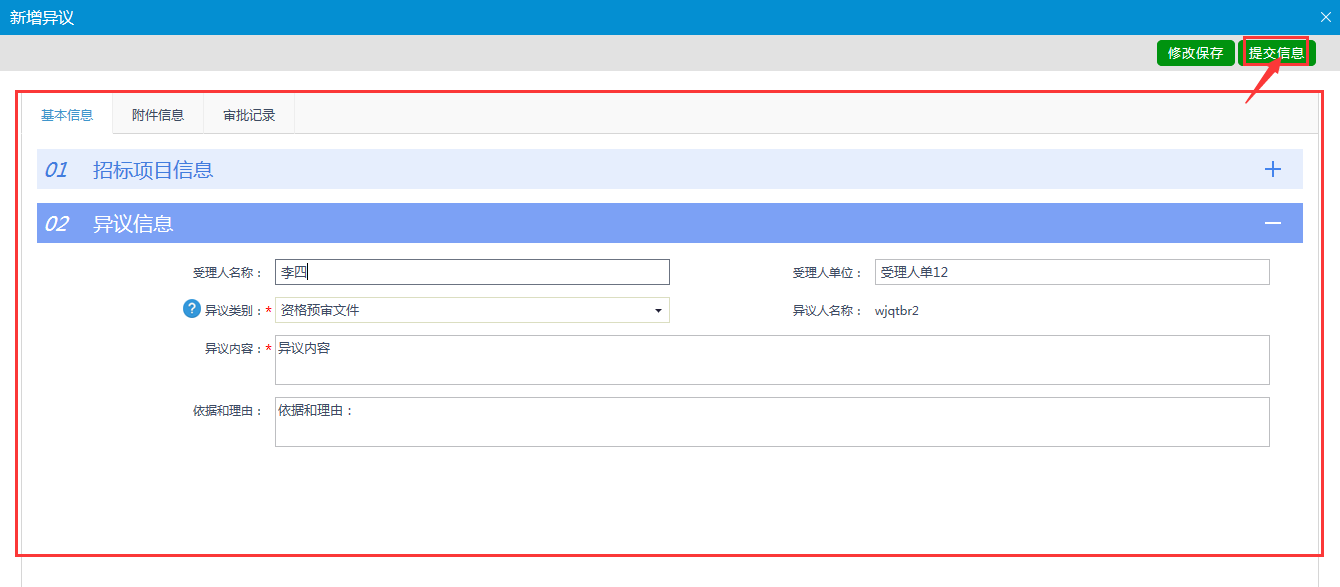 新增异议
修改保存 提交信息
基本信息 附件信息 审批记录
01 招标项目信息
02 异议信息
受理人名称： 李四 受理人单位： 受理人单12
? 异议类别：* 资格预审文件 异议人名称： wjqtbr2
异议内容：* 异议内容
依据和理由： 依据和理由：